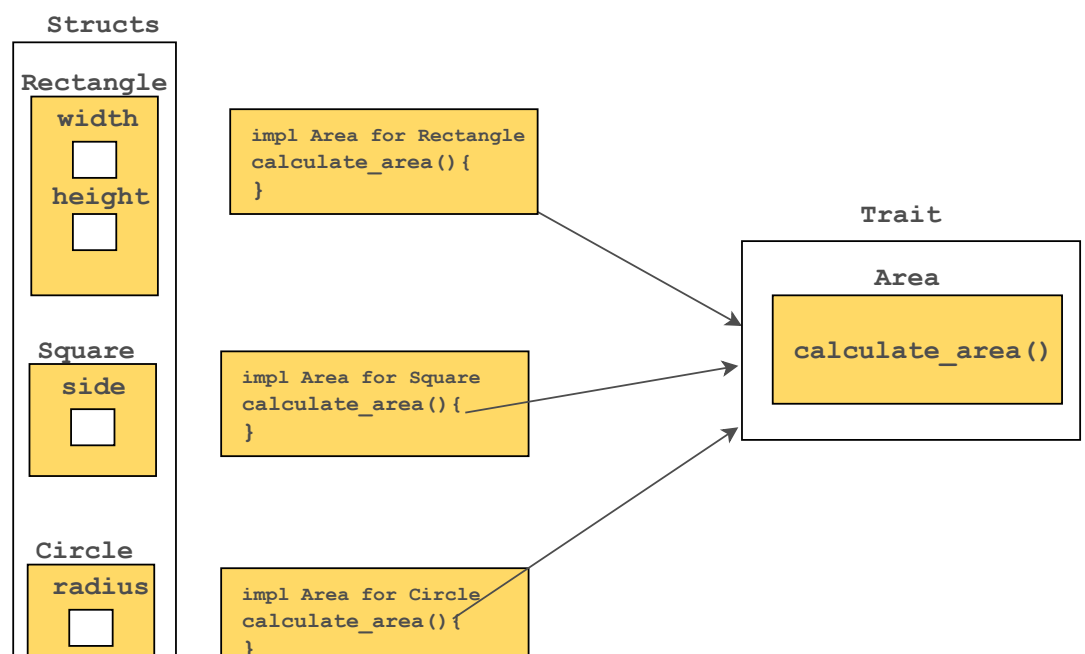 Structs
Rectangle
width
height
impl Area for Rectangle
calculate_area(){
}
Trait
Area
calculate_area()
Square
side
impl Area for Square
calculate_area(){
}
Circle
radius
impl Area for Circle
calculate_area(){
}